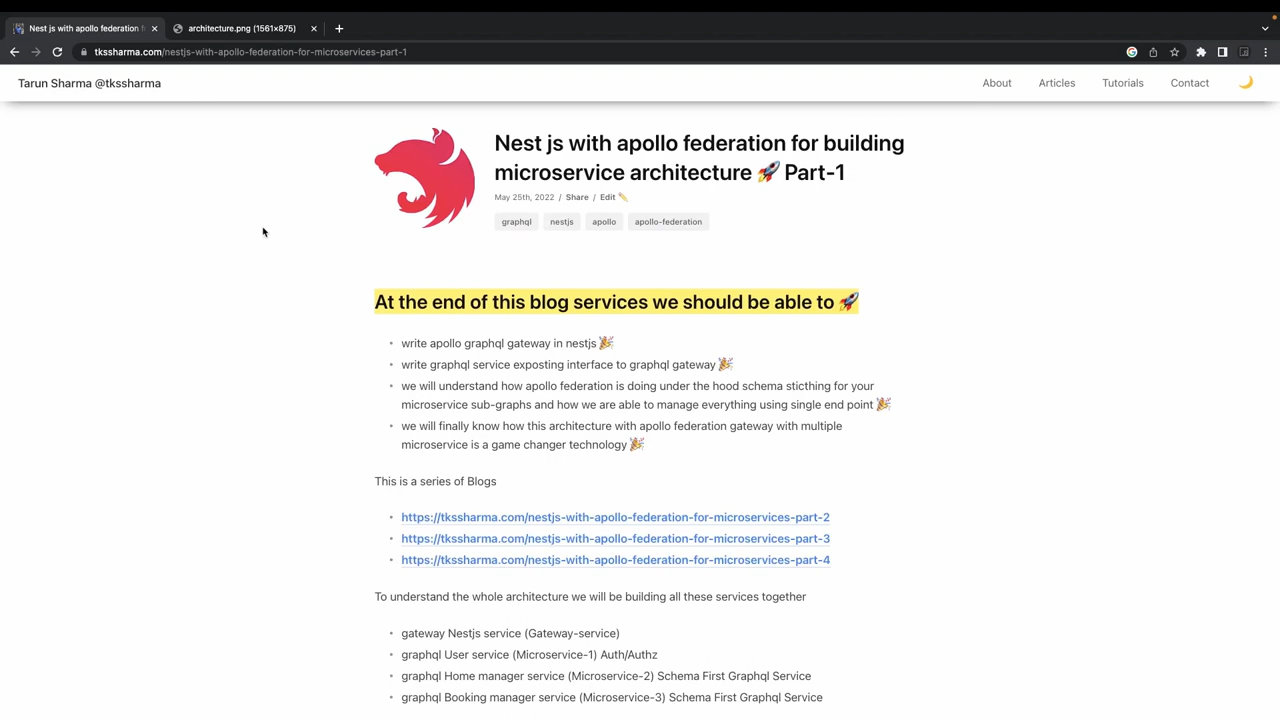 Nest js with apollo federation f
architecture.png (1561×875)
tkssharma.com/nestjs-with-apollo-federation-for-microservices-part-1
Tarun Sharma @tkssharma
About
Articles
Tutorials
Contact
Nest js with apollo federation for building
microservice architecture 🚀 Part-1
May 25th, 2022 / Share / Edit ✏️
graphql
nestjs
apollo
apollo-federation
At the end of this blog services we should be able to 🚀
• write apollo graphql gateway in nestjs 🎉
• write graphql service exposing interface to graphql gateway 🎉
• we will understand how apollo federation is doing under the hood schema sticthing for your
microservice sub-graphs and how we are able to manage everything using single end point 🎉
• we will finally know how this architecture with apollo federation gateway with multiple
microservice is a game changer technology 🎉
This is a series of Blogs
• https://tkssharma.com/nestjs-with-apollo-federation-for-microservices-part-2
• https://tkssharma.com/nestjs-with-apollo-federation-for-microservices-part-3
• https://tkssharma.com/nestjs-with-apollo-federation-for-microservices-part-4
To understand the whole architecture we will be building all these services together
• gateway Nestjs service (Gateway-service)
• graphql User service (Microservice-1) Auth/Authz
• graphql Home manager service (Microservice-2) Schema First Graphql Service
• graphql Booking manager service (Microservice-3) Schema First Graphql Service